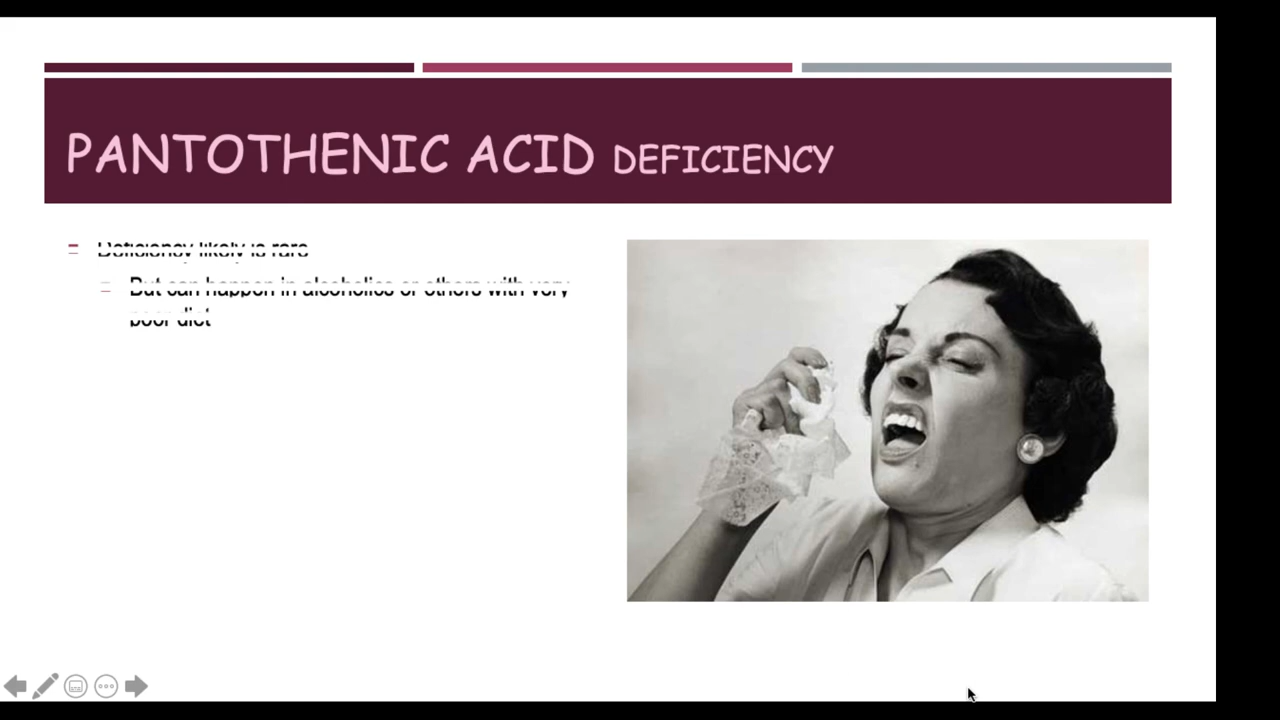 PANTOTHENIC ACID DEFICIENCY
Deficiency likely is rare
But can happen in alcoholics or others with very
poor diet